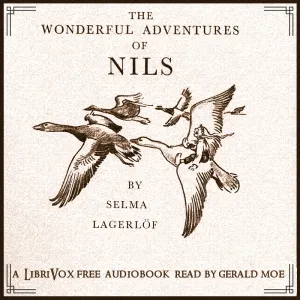 THE
WONDERFUL ADVENTURES
OF
NILS
BY
SELMA
LAGERLÖF
A LIBRIVOX FREE AUDIOBOOK READ BY GERALD MOE